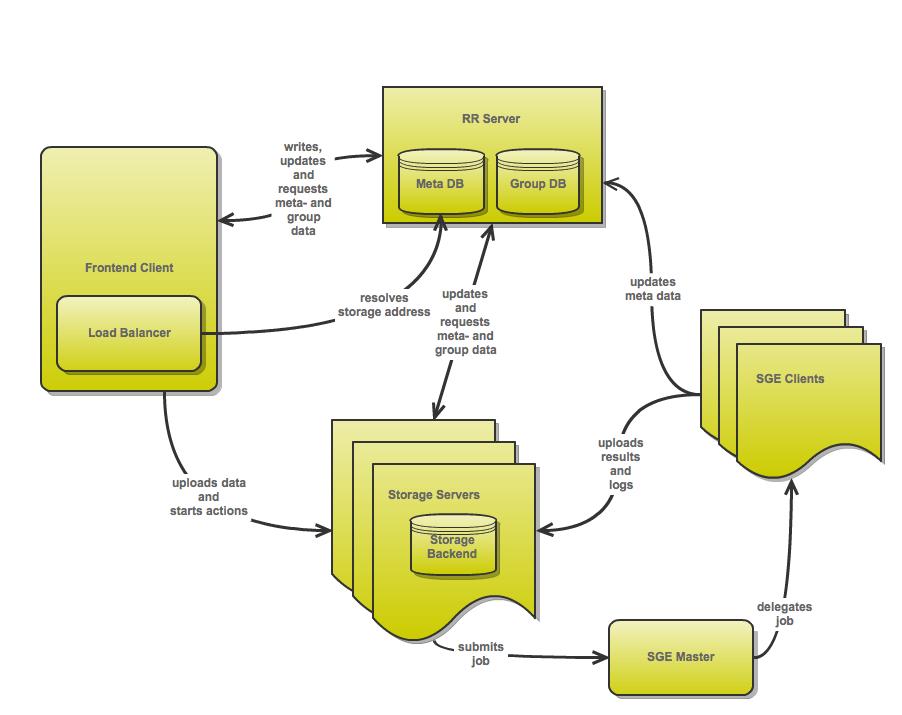 RR Server
Meta DB
Group DB
writes,
updates
and
requests
meta- and
group
data
Frontend Client
Load Balancer
resolves
storage address
updates
and
requests
meta- and
group data
updates
meta data
SGE Clients
uploads
results
and
logs
uploads data
and
starts actions
Storage Servers
Storage
Backend
submits
job
SGE Master
delegates
job